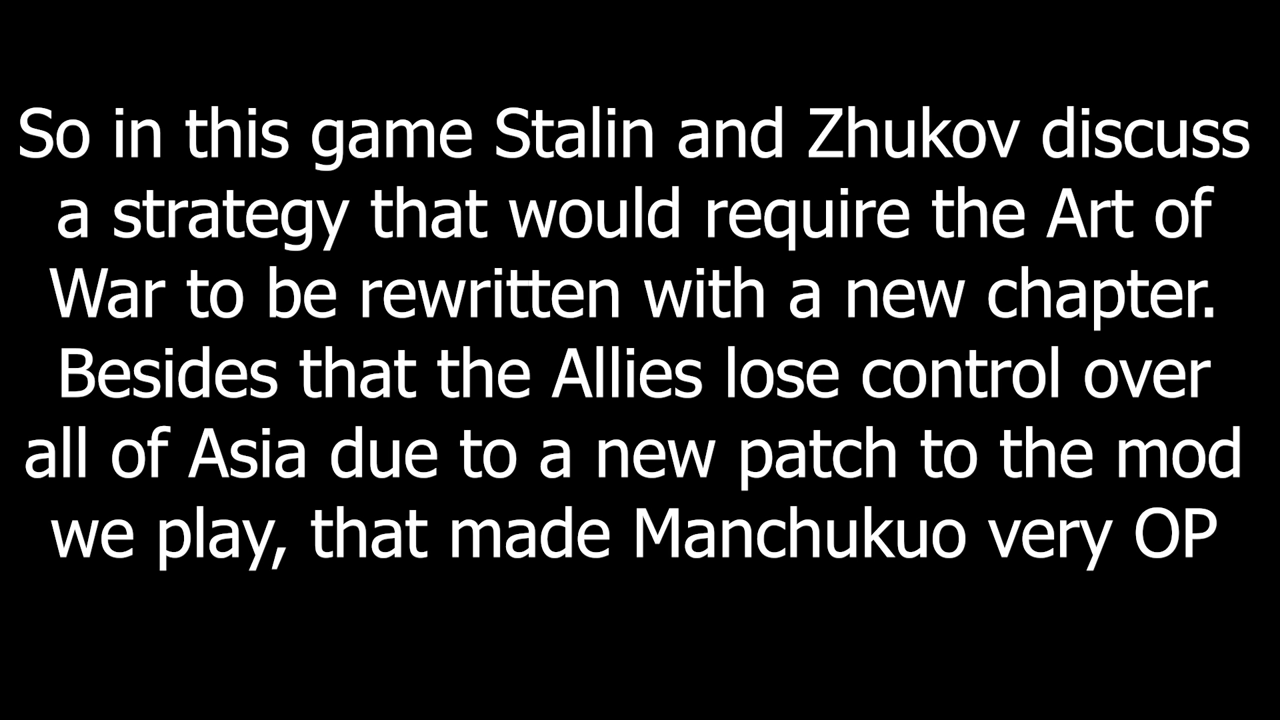 So in this game Stalin and Zhukov discuss
a strategy that would require the Art of
War to be rewritten with a new chapter.
Besides that the Allies lose control over
all of Asia due to a new patch to the mod
we play, that made Manchukuo very OP